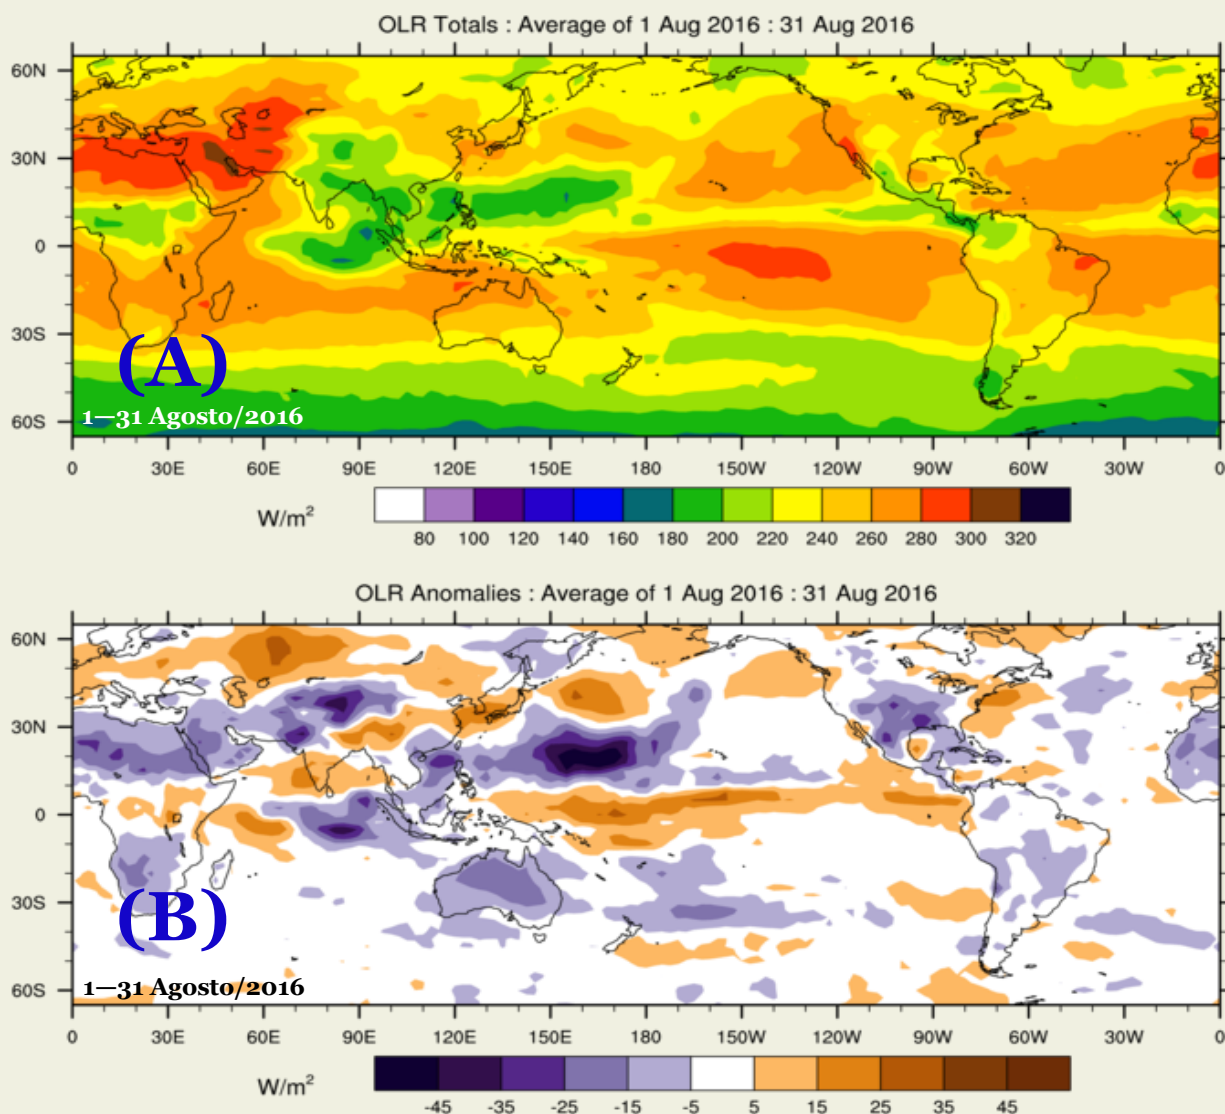 OLR Totals : Average of 1 Aug 2016 : 31 Aug 2016
60N
30N
0
30S
60S
(A)
1—31 Agosto/2016
0 30E 60E 90E 120E 150E 180 150W 120W 90W 60W 30W 0
W/m²
80 100 120 140 160 180 200 220 240 260 280 300 320
OLR Anomalies : Average of 1 Aug 2016 : 31 Aug 2016
60N
30N
0
30S
60S
(B)
1—31 Agosto/2016
0 30E 60E 90E 120E 150E 180 150W 120W 90W 60W 30W 0
W/m²
-45 -35 -25 -15 -5 5 15 25 35 45